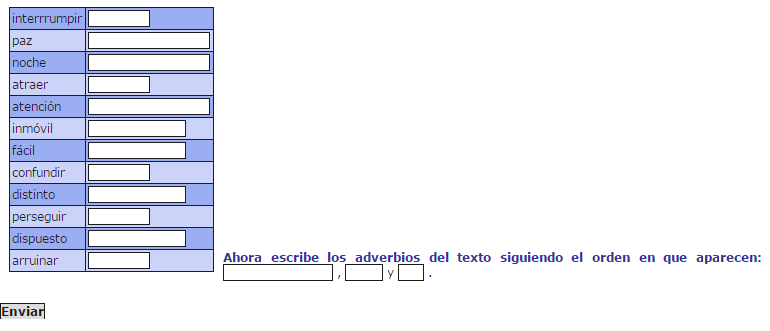 interrrumpir
paz
noche
atraer
atención
inmóvil
fácil
confundir
distinto
perseguir
dispuesto
arruinar
Ahora escribe los adverbios del texto siguiendo el orden en que aparecen:
, y .
Enviar